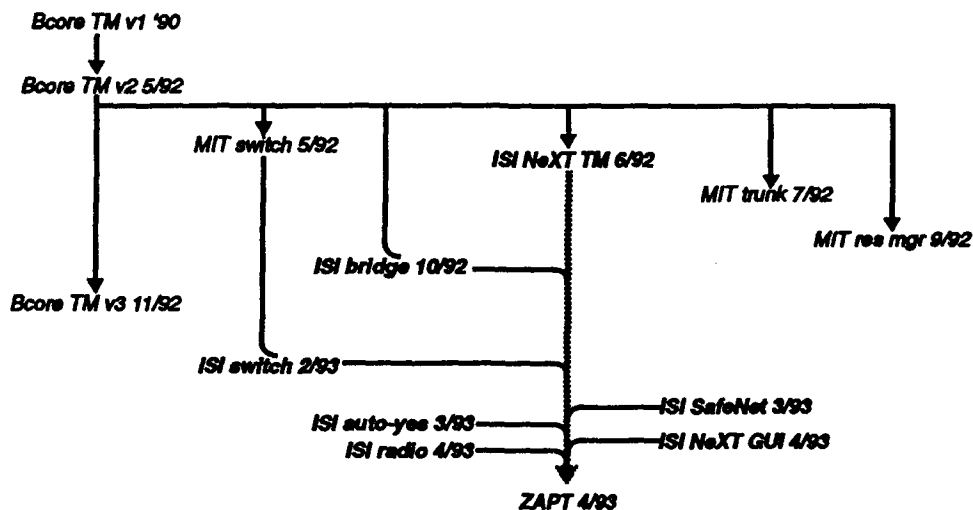 Bcore TM v1 '90
Bcore TM v2 5/92
MIT switch 5/92
ISI NeXT TM 6/92
MIT trunk 7/92
MIT res mgr 9/92
ISI bridge 10/92
Bcore TM v3 11/92
ISI switch 2/93
ISI SafeNet 3/93
ISI auto-yes 3/93
ISI NeXT GUI 4/93
ISI radio 4/93
ZAPT 4/93